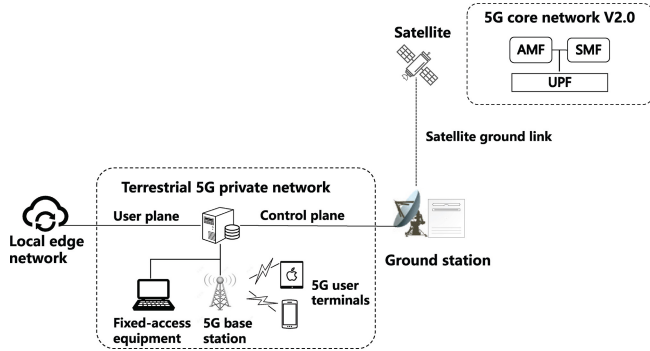 5G core network V2.0
AMF
SMF
UPF
Satellite
Satellite ground link
Terrestrial 5G private network
User plane
Control plane
Local edge
network
Ground station
5G user
terminals
Fixed-access
equipment
5G base
station